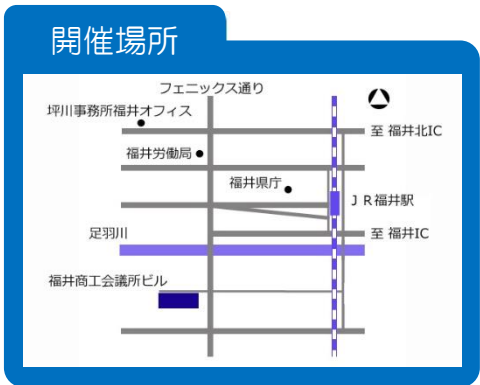 開催場所
フェニックス通り
坪川事務所福井オフィス
至 福井北IC
福井労働局
福井県庁
ＪＲ福井駅
足羽川
至 福井IC
福井商工会議所ビル